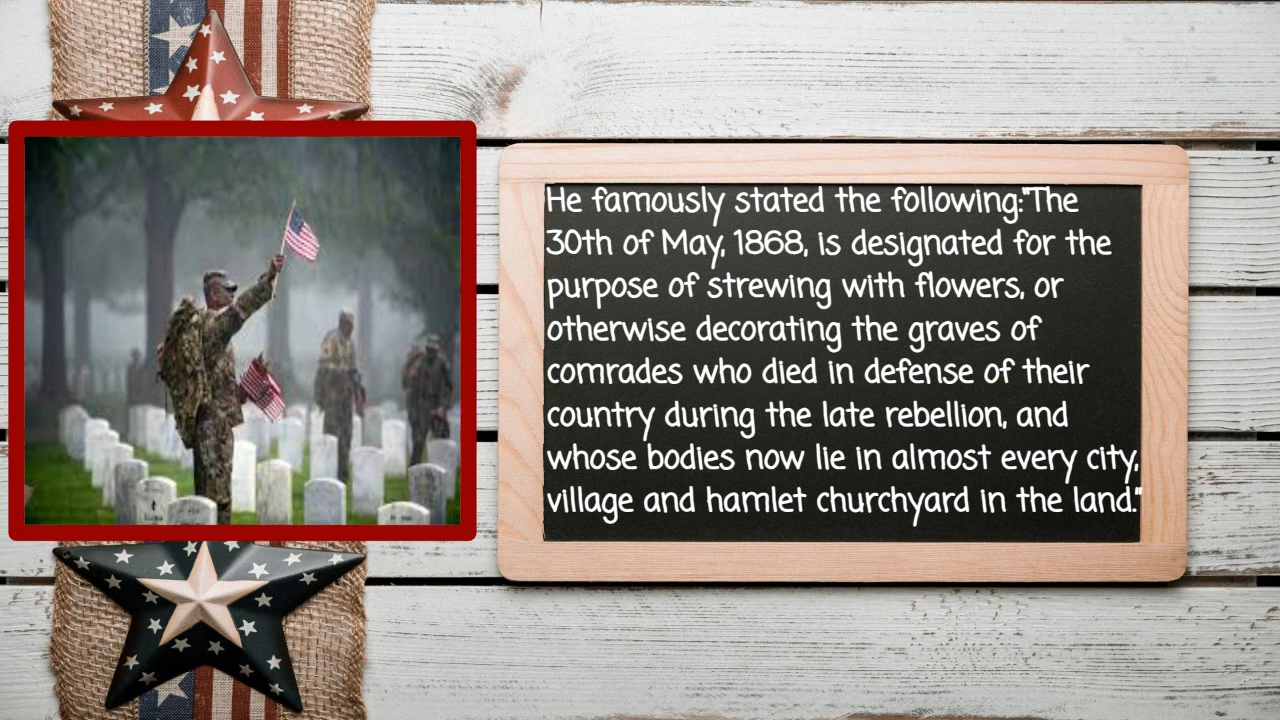 He famously stated the following:"The
30th of May, 1868, is designated for the
purpose of strewing with flowers, or
otherwise decorating the graves of
comrades who died in defense of their
country during the late rebellion, and
whose bodies now lie in almost every city,
village and hamlet churchyard in the land."